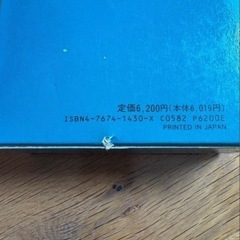 定価6,200円(本体6,019円)
ISBN4-7674-1430-X C0582 P6200E
PRINTED IN JAPAN